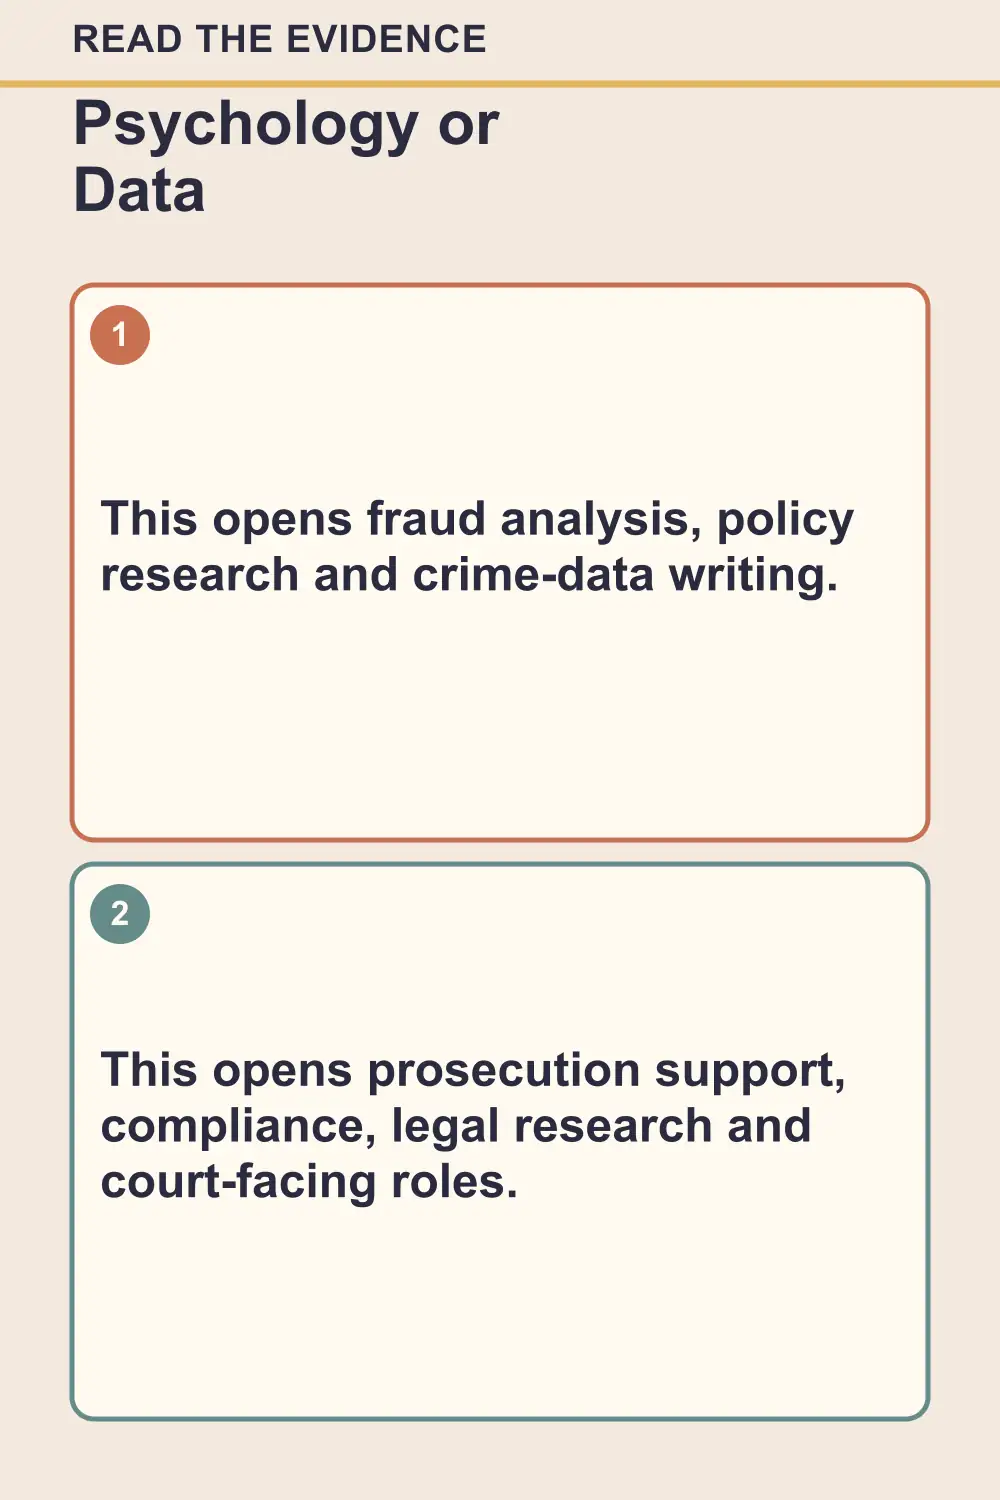 READ THE EVIDENCE
Psychology or
Data
1
This opens fraud analysis, policy
research and crime-data writing.
2
This opens prosecution support,
compliance, legal research and
court-facing roles.